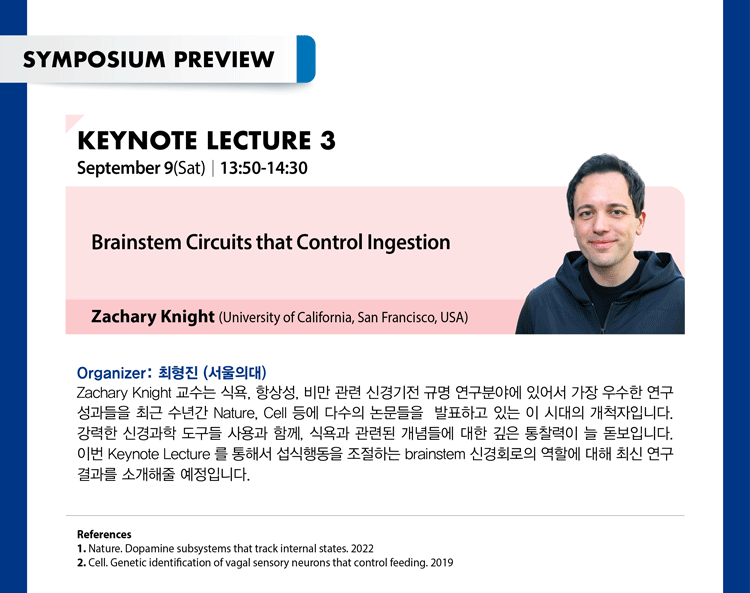 SYMPOSIUM PREVIEW
KEYNOTE LECTURE 3
September 9(Sat) | 13:50-14:30
Brainstem Circuits that Control Ingestion
Zachary Knight (University of California, San Francisco, USA)
Organizer: 최형진 (서울의대)
Zachary Knight 교수는 식욕, 항상성, 비만 관련 신경기전 규명 연구분야에 있어서 가장 우수한 연구
성과들을 최근 수년간 Nature, Cell 등에 다수의 논문들을 발표하고 있는 이 시대의 개척자입니다.
강력한 신경과학 도구들 사용과 함께, 식욕과 관련된 개념들에 대한 깊은 통찰력이 늘 돋보입니다.
이번 Keynote Lecture 를 통해서 섭식행동을 조절하는 brainstem 신경회로의 역할에 대해 최신 연구
결과를 소개해줄 예정입니다.
References
1. Nature. Dopamine subsystems that track internal states. 2022
2. Cell. Genetic identification of vagal sensory neurons that control feeding. 2019